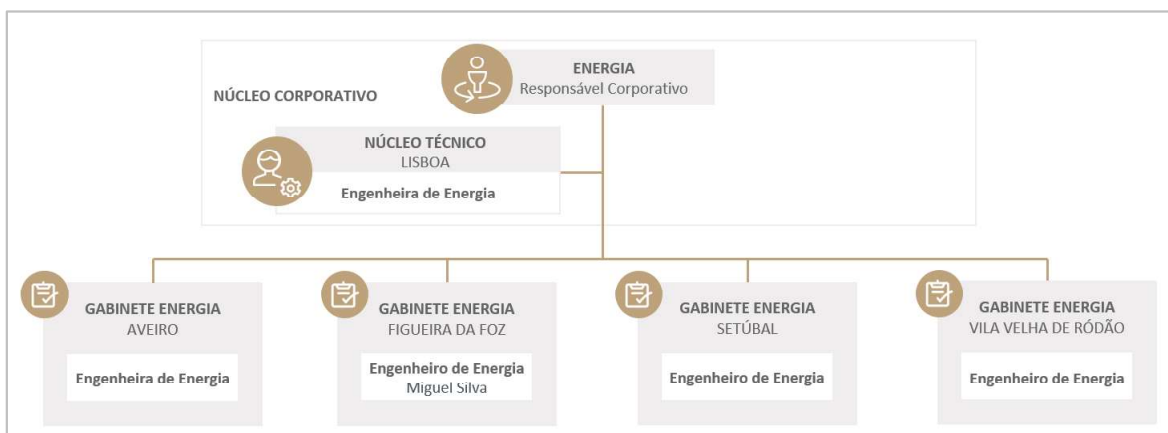 ENERGIA
Responsável Corporativo
NÚCLEO CORPORATIVO
NÚCLEO TÉCNICO
LISBOA
Engenheira de Energia
GABINETE ENERGIA
AVEIRO
Engenheira de Energia
GABINETE ENERGIA
FIGUEIRA DA FOZ
Engenheiro de Energia
Miguel Silva
GABINETE ENERGIA
SETÚBAL
Engenheiro de Energia
GABINETE ENERGIA
VILA VELHA DE RÓDÃO
Engenheiro de Energia